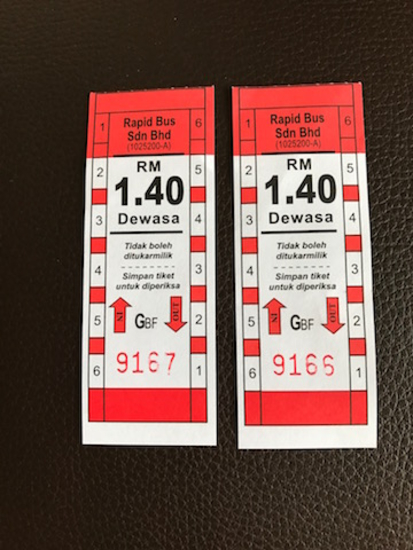 1 Rapid Bus 6
Sdn Bhd
(1025200-A)
2 RM 5
1.40
3 Dewasa 4
Tidak boleh
ditukarmilik
4 3
Simpan tiket
untuk diperiksa
5 IN GBF OUT 2
6 9167 1
1 Rapid Bus 6
Sdn Bhd
(1025200-A)
2 RM 5
1.40
3 Dewasa 4
Tidak boleh
ditukarmilik
4 3
Simpan tiket
untuk diperiksa
5 IN GBF OUT 2
6 9166 1